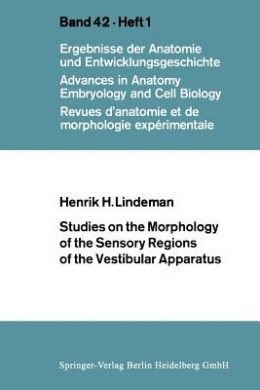 Band 42 · Heft 1
Ergebnisse der Anatomie
und Entwicklungsgeschichte
Advances in Anatomy
Embryology and Cell Biology
Revues d'anatomie et de
morphologie expérimentale
Henrik H. Lindeman
Studies on the Morphology
of the Sensory Regions
of the Vestibular Apparatus
Springer-Verlag Berlin Heidelberg GmbH